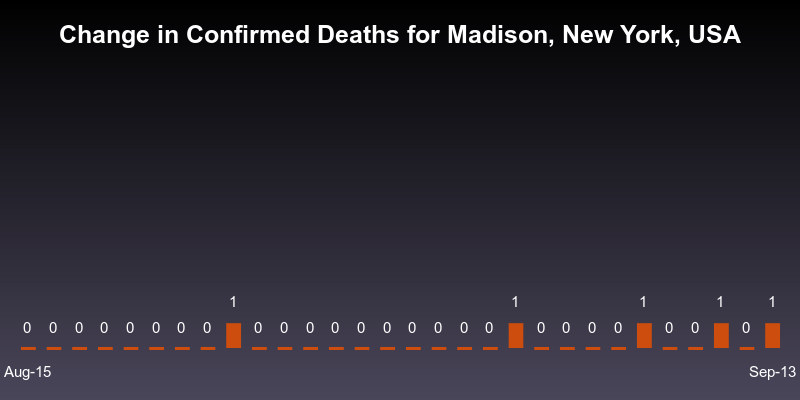 Change in Confirmed Deaths for Madison, New York, USA
1 1 1 1 1
0 0 0 0 0 0 0 0 0 0 0 0 0 0 0 0 0 0 0 0 0 0 0 0 0
Aug-15 Sep-13